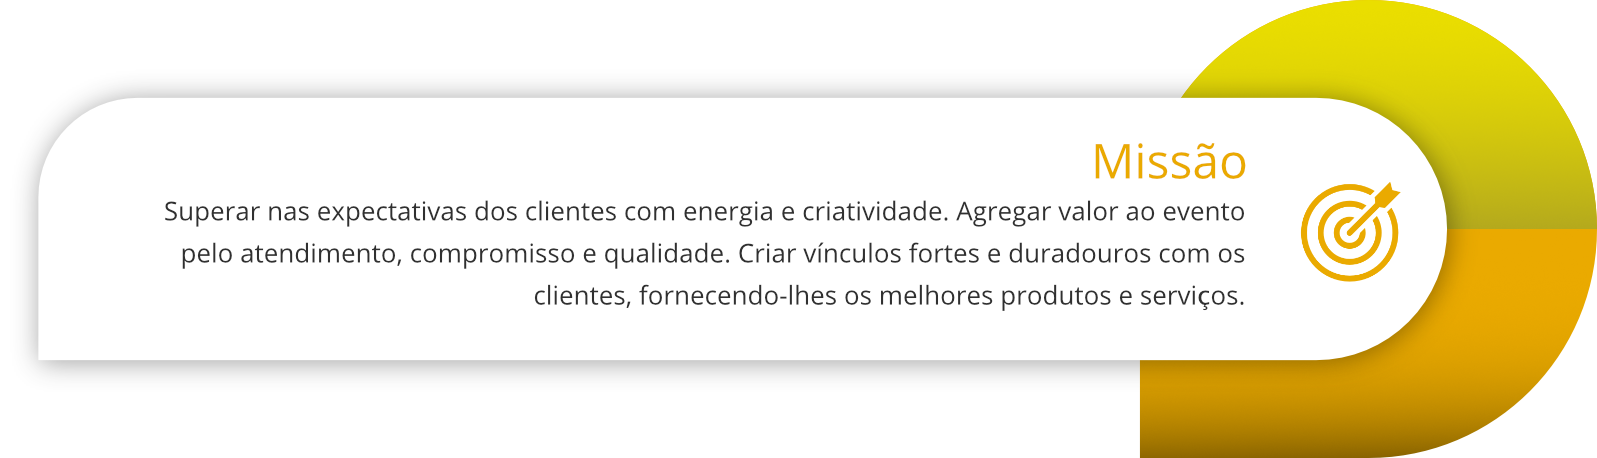 Missão
Superar nas expectativas dos clientes com energia e criatividade. Agregar valor ao evento
pelo atendimento, compromisso e qualidade. Criar vínculos fortes e duradouros com os
clientes, fornecendo-lhes os melhores produtos e serviços.